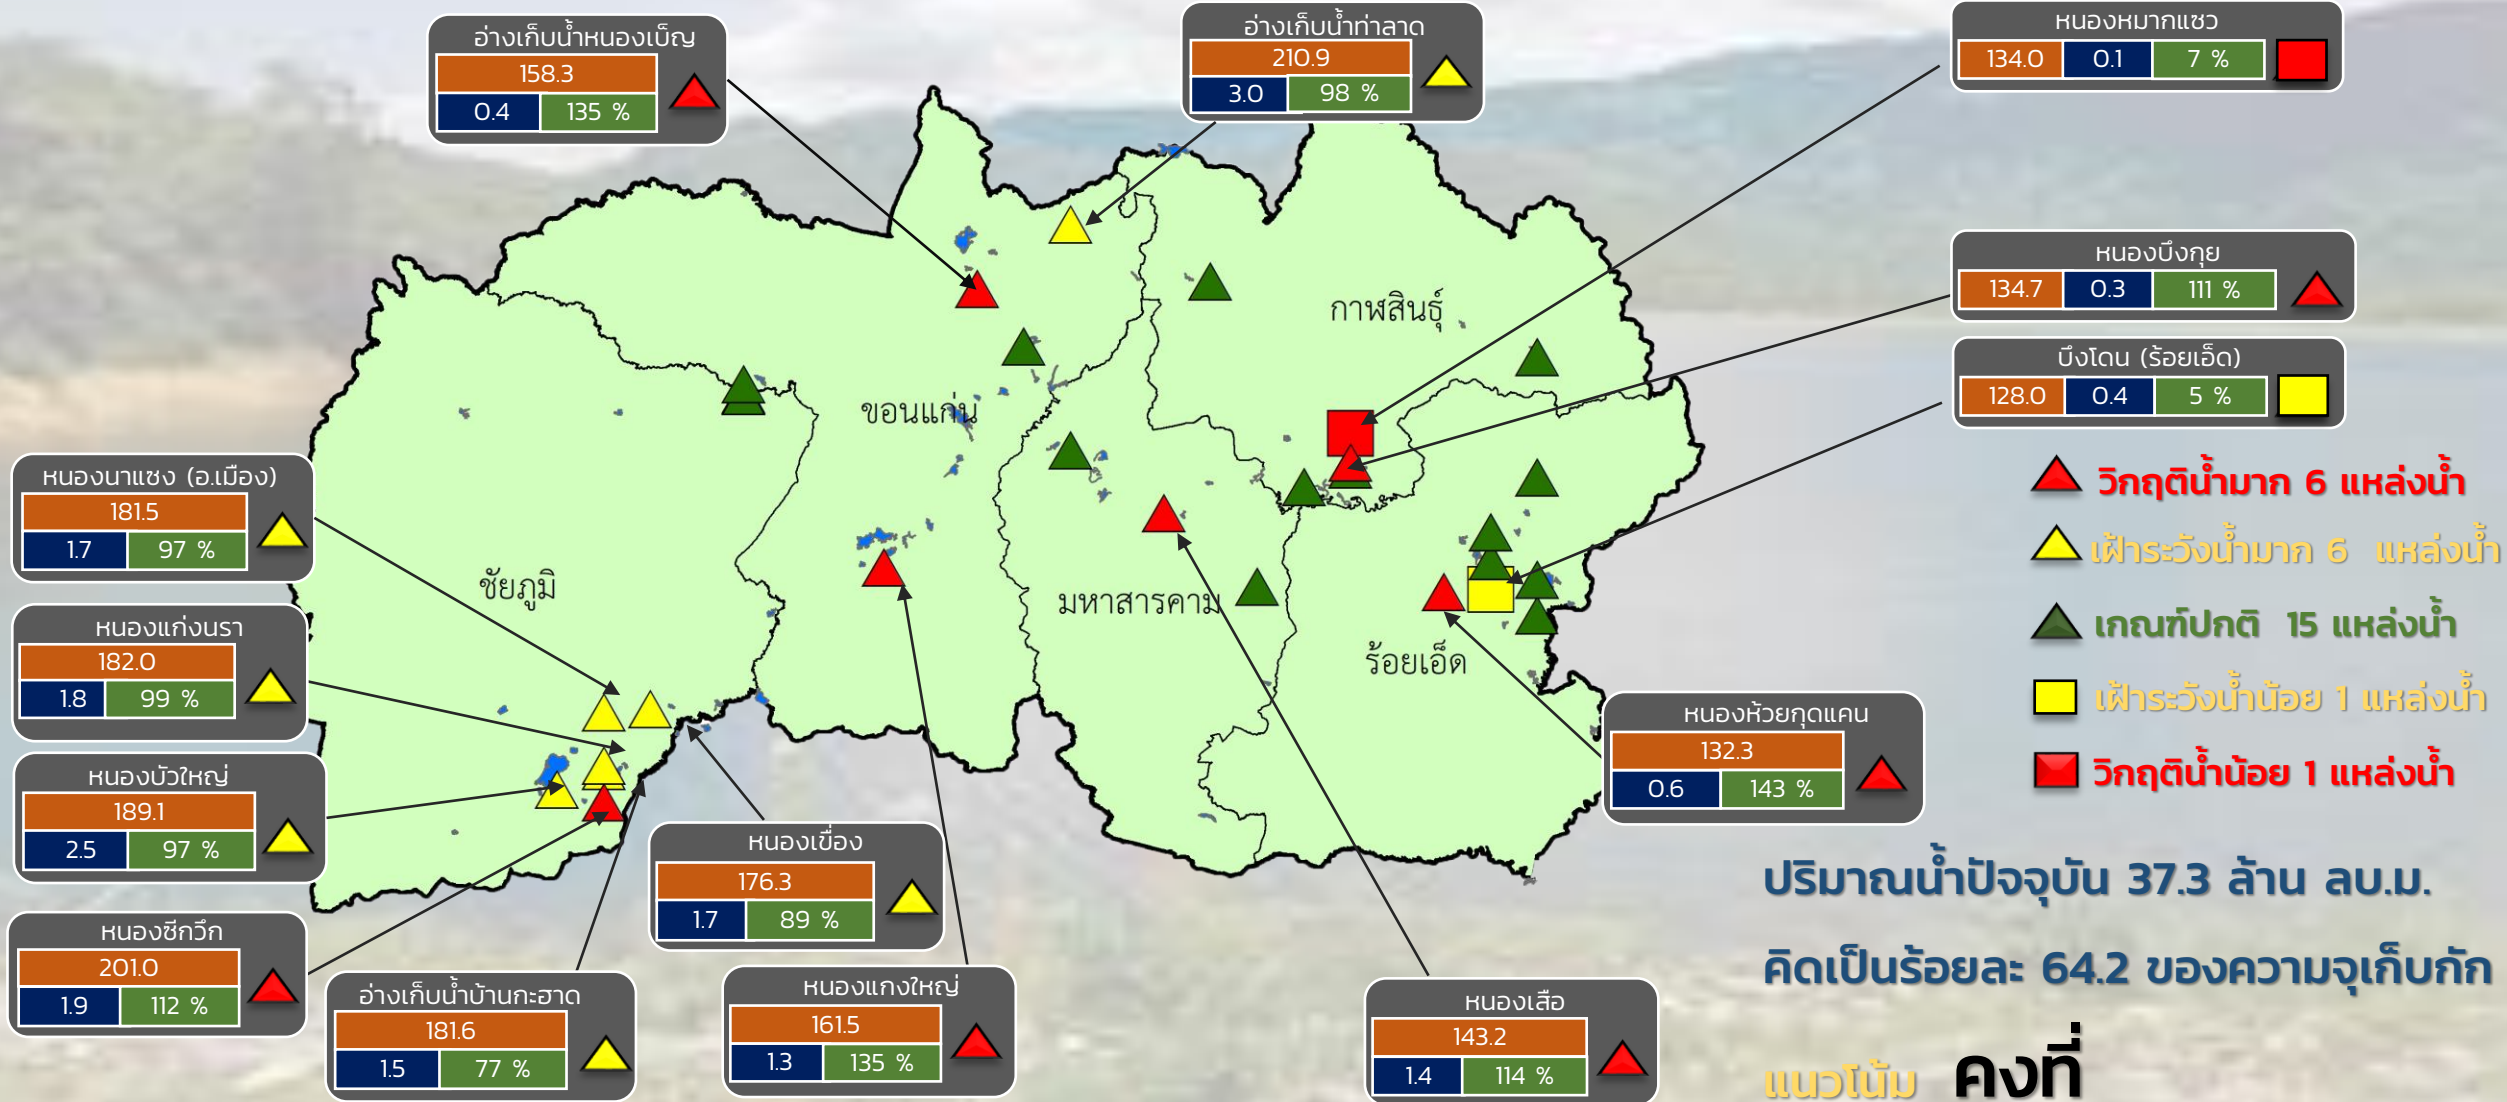 อ่างเก็บน้ำหนองเบ็ญ
158.3
0.4 135 %
อ่างเก็บน้ำท่าลาด
210.9
3.0 98 %
หนองหมากแซว
134.0 0.1 7 %
หนองบึงกุย
134.7 0.3 111 %
บึงโดน (ร้อยเอ็ด)
128.0 0.4 5 %
กาฬสินธุ์
ขอนแก่น
ชัยภูมิ
มหาสารคาม
ร้อยเอ็ด
หนองนาแซง (อ.เมือง)
181.5
1.7 97 %
หนองแก่งนรา
182.0
1.8 99 %
หนองบัวใหญ่
189.1
2.5 97 %
หนองซึกวึก
201.0
1.9 112 %
อ่างเก็บน้ำบ้านกะฮาด
181.6
1.5 77 %
หนองเขื่อง
176.3
1.7 89 %
หนองแกงใหญ่
161.5
1.3 135 %
หนองเสือ
143.2
1.4 114 %
หนองห้วยกุดแคน
132.3
0.6 143 %
วิกฤติน้ำมาก 6 แหล่งน้ำ
เฝ้าระวังน้ำมาก 6 แหล่งน้ำ
เกณฑ์ปกติ 15 แหล่งน้ำ
เฝ้าระวังน้ำน้อย 1 แหล่งน้ำ
วิกฤติน้ำน้อย 1 แหล่งน้ำ
ปริมาณน้ำปัจจุบัน 37.3 ล้าน ลบ.ม.
คิดเป็นร้อยละ 64.2 ของความจุเก็บกัก
แนวโน้ม คงที่